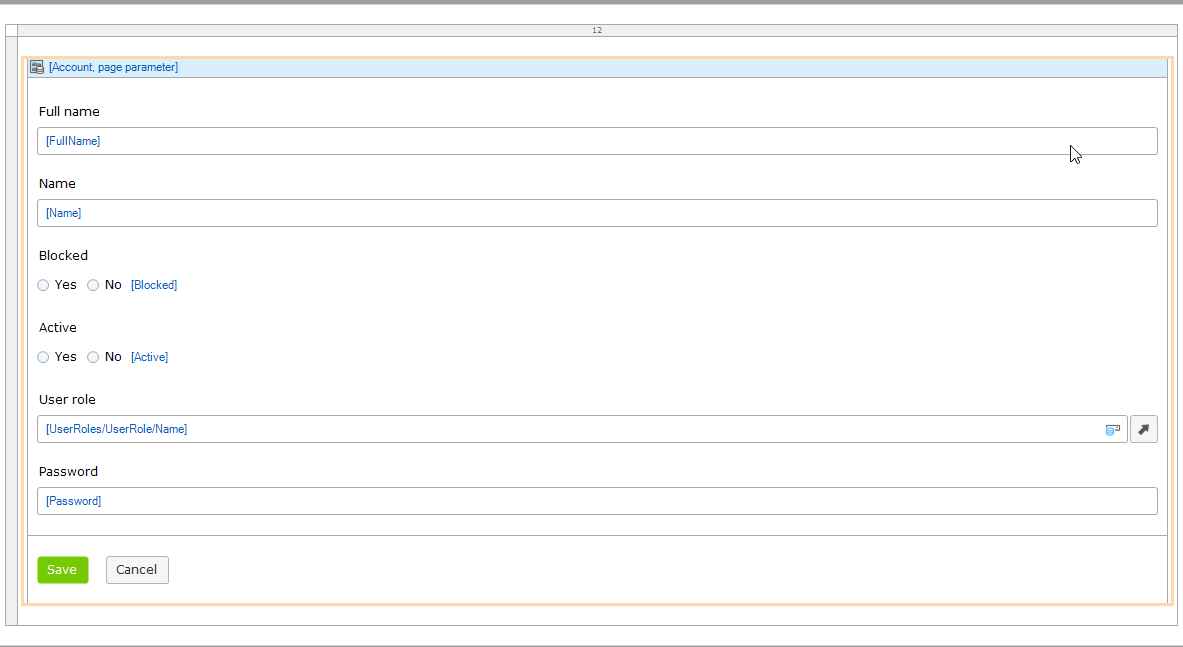 12
[Account, page parameter]
Full name
[FullName]
Name
[Name]
Blocked
Yes No [Blocked]
Active
Yes No [Active]
User role
[UserRoles/UserRole/Name]
Password
[Password]
Save Cancel